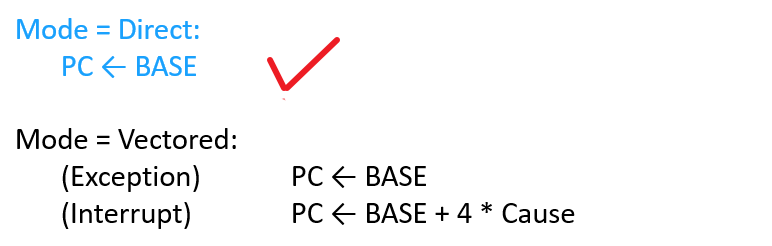 Mode = Direct:
PC ← BASE
Mode = Vectored:
(Exception) PC ← BASE
(Interrupt) PC ← BASE + 4 * Cause